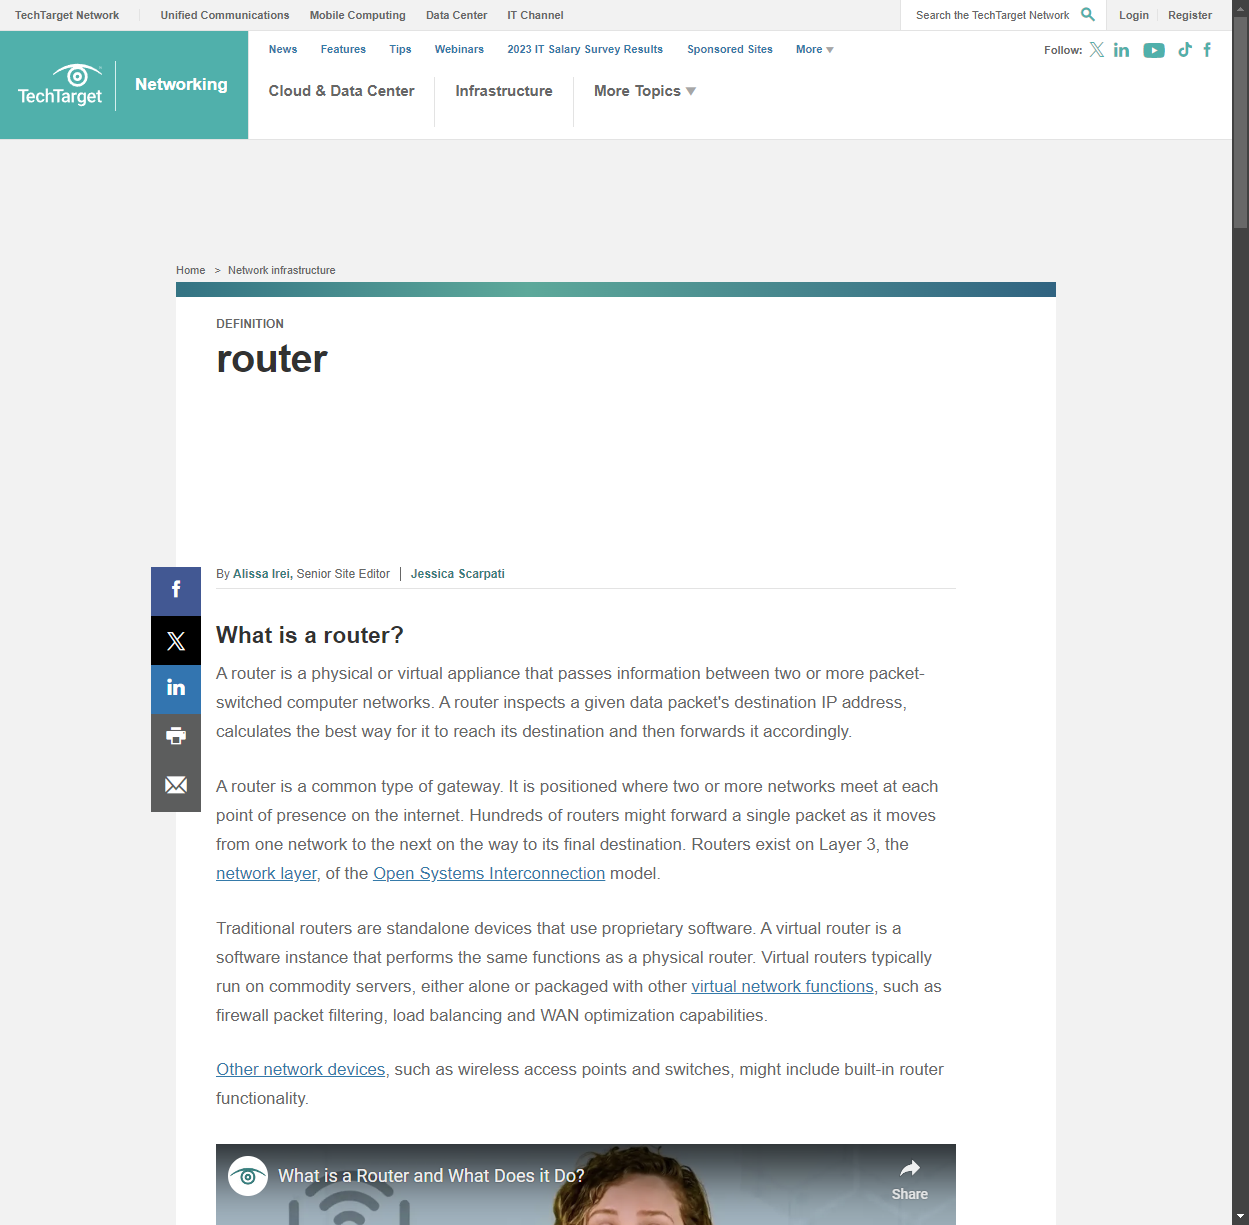 TechTarget Network
Unified Communications Mobile Computing Data Center IT Channel
Search the TechTarget Network
Login Register
TechTarget
Networking
News Features Tips Webinars 2023 IT Salary Survey Results Sponsored Sites More
Follow:
Cloud & Data Center Infrastructure More Topics
Home > Network infrastructure
DEFINITION
router
By Alissa Irei, Senior Site Editor | Jessica Scarpati
What is a router?
A router is a physical or virtual appliance that passes information between two or more packet-
switched computer networks. A router inspects a given data packet's destination IP address,
calculates the best way for it to reach its destination and then forwards it accordingly.
A router is a common type of gateway. It is positioned where two or more networks meet at each
point of presence on the internet. Hundreds of routers might forward a single packet as it moves
from one network to the next on the way to its final destination. Routers exist on Layer 3, the
network layer, of the Open Systems Interconnection model.
Traditional routers are standalone devices that use proprietary software. A virtual router is a
software instance that performs the same functions as a physical router. Virtual routers typically
run on commodity servers, either alone or packaged with other virtual network functions, such as
firewall packet filtering, load balancing and WAN optimization capabilities.
Other network devices, such as wireless access points and switches, might include built-in router
functionality.
What is a Router and What Does it Do?
Share